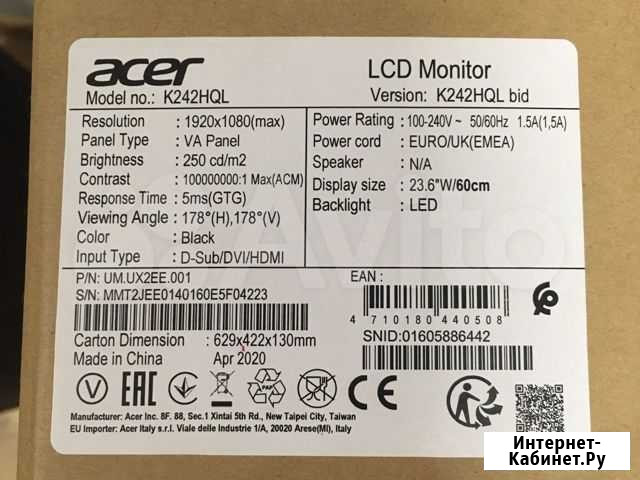 acer
LCD Monitor
Model no.: K242HQL
Version: K242HQL bid
Resolution : 1920x1080(max)
Panel Type : VA Panel
Brightness : 250 cd/m2
Contrast : 100000000:1 Max(ACM)
Response Time : 5ms(GTG)
Viewing Angle : 178°(H),178°(V)
Color : Black
Input Type : D-Sub/DVI/HDMI
Power Rating : 100-240V~ 50/60Hz 1.5A(1,5A)
Power cord : EURO/UK(EMEA)
Speaker : N/A
Display size : 23.6"W/60cm
Backlight : LED
Avito
P/N: UM.UX2EE.001
S/N: MMT2JEE0140160E5F04223
EAN :
4 710180 440508
SNID:01605886442
Carton Dimension : 629x422x130mm
Made in China Apr 2020
EAC
PAP
CE
Manufacturer: Acer Inc. 8F. 88, Sec.1 Xintai 5th Rd., New Taipei City, Taiwan
EU Importer: Acer Italy s.r.l. Viale delle Industrie 1/A, 20020 Arese(MI), Italy
Интернет-
Кабинет.Ру